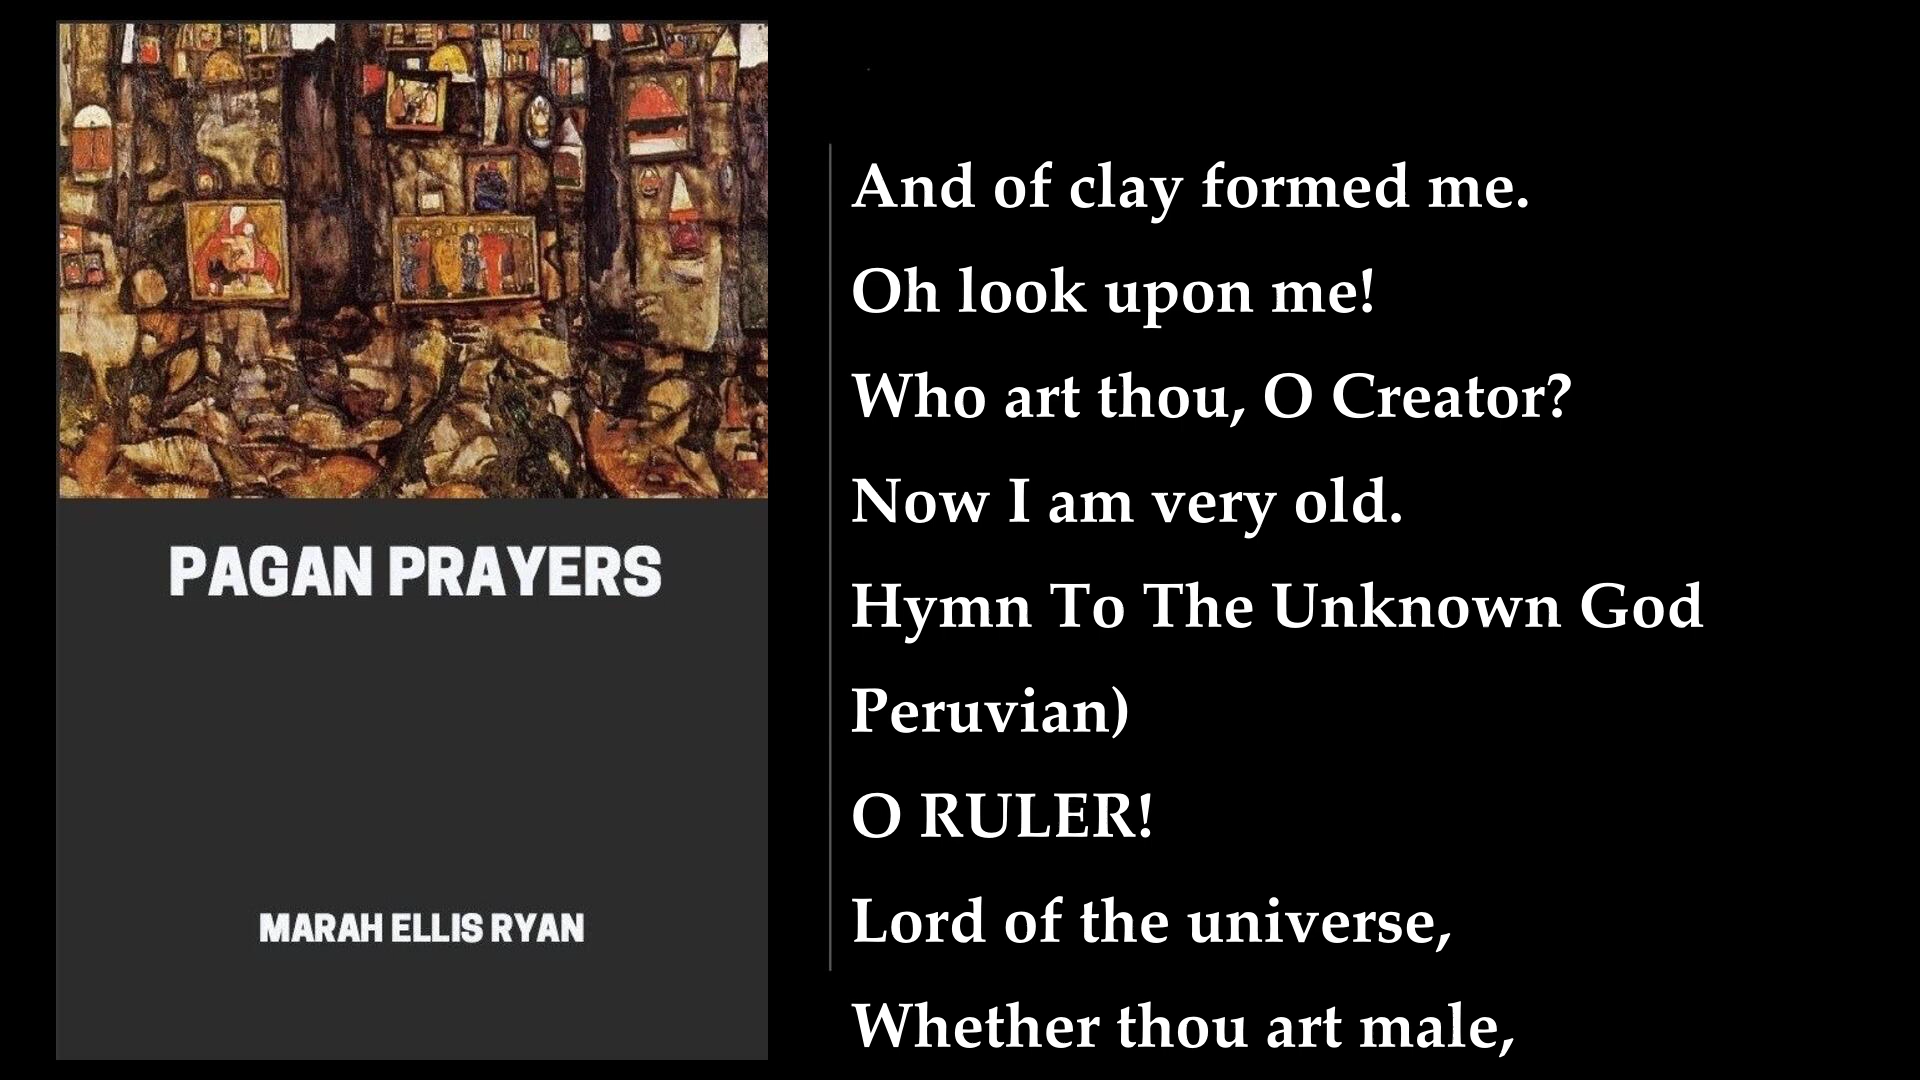 PAGAN PRAYERS
MARAH ELLIS RYAN
And of clay formed me.
Oh look upon me!
Who art thou, O Creator?
Now I am very old.
Hymn To The Unknown God
Peruvian)
O RULER!
Lord of the universe,
Whether thou art male,